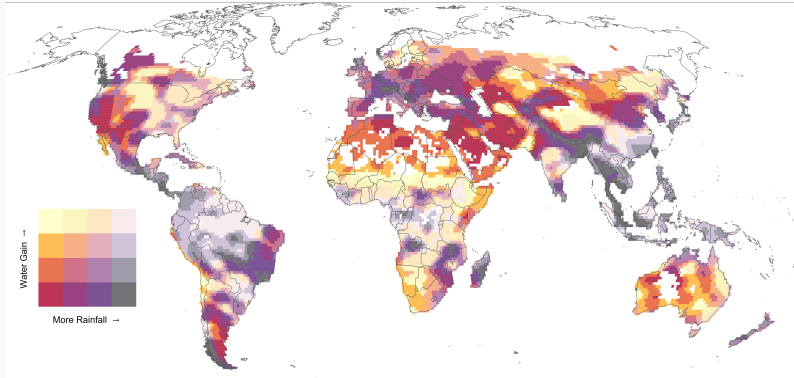 Water Gain →
More Rainfall →